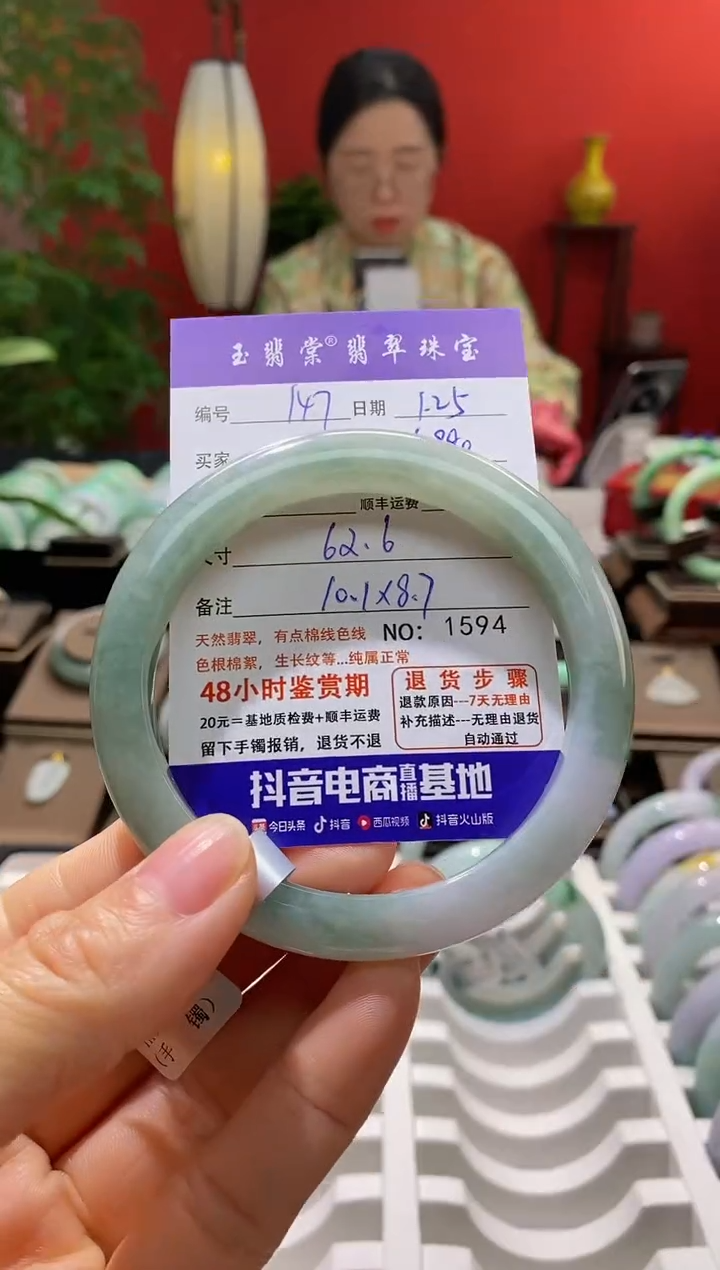 玉翡棠®翡翠珠宝
编号 147 日期 1.25
买家
顺丰运费
寸 62.6
备注 10.1×8.7
天然翡翠，有点棉线色线 NO: 1594
色根棉絮，生长纹等...纯属正常
48小时鉴赏期
20元=基地质检费+顺丰运费
留下手镯报销，退货不退
退货步骤
退款原因---7天无理由
补充描述---无理由退货
自动通过
抖音电商直播基地
今日头条 抖音 西瓜视频 抖音火山版
(手镯)